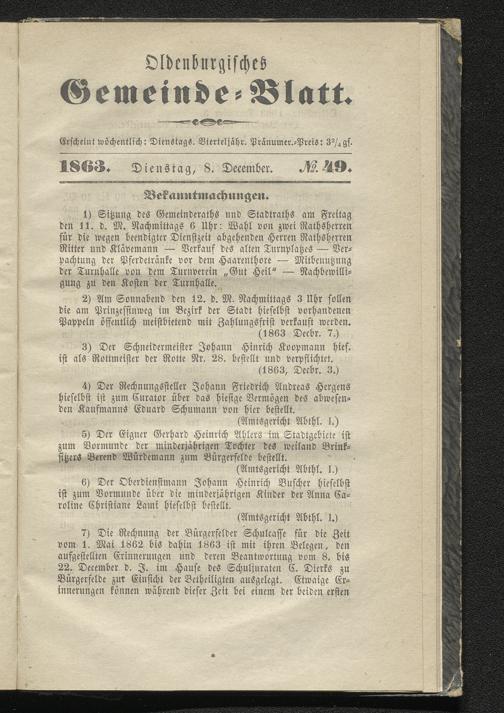 Oldenburgisches
Gemeinde-Blatt.
Erscheint wöchentlich: Dienstags. Vierteljähr. Pränumer.-Preis: 3¾ gs.
1863. Dienstag, 8. December. №. 49.
Bekanntmachungen.
1) Sitzung des Gemeinderaths und Stadtraths am Freitag
den 11. d. M. Nachmittags 6 Uhr: Wahl von zwei Rathsherren
für die wegen beendigter Dienstzeit abgehenden Herren Rathsherren
Ritter und Klävemann — Verkauf des alten Turnplatzes — Ver-
pachtung der Pferdetränke vor dem Haarenthore — Mitbenutzung
der Turnhalle von dem Turnverein „Gut Heil“ — Nachbewilli-
gung zu den Kosten der Turnhalle.
2) Am Sonnabend den 12. d. M. Nachmittags 3 Uhr sollen
die am Prinzessinweg im Bezirk der Stadt hieselbst vorhandenen
Pappeln öffentlich meistbietend mit Zahlungsfrist verkauft werden.
(1863 Decbr. 7.)
3) Der Schneidermeister Johann Hinrich Koopmann hies.
ist als Rottmeister der Rotte Nr. 28. bestellt und verpflichtet.
(1863, Decbr. 3.)
4) Der Rechnungssteller Johann Friedrich Andreas Hergens
hieselbst ist zum Curator über das hiesige Vermögen des abwesen-
den Kaufmanns Eduard Schumann von hier bestellt.
(Amtsgericht Abthl. 1.)
5) Der Eigner Gerhard Heinrich Ahlers im Stadtgebiete ist
zum Vormunde der minderjährigen Tochter des weiland Brink-
sitzers Berend Würdemann zum Bürgerfelde bestellt.
(Amtsgericht Abthl. 1.)
6) Der Oberdienstmann Johann Heinrich Buscher hieselbst
ist zum Vormunde über die minderjährigen Kinder der Anna Ca-
roline Christiane Lami hieselbst bestellt.
(Amtsgericht Abthl. 1.)
7) Die Rechnung der Bürgerfelder Schulcasse für die Zeit
vom 1. Mai 1862 bis dahin 1863 ist mit ihren Belegen, den
aufgestellten Erinnerungen und deren Beantwortung vom 8. bis
22. December d. J. im Hause des Schuljuraten C. Dierks zu
Bürgerfelde zur Einsicht der Betheiligten ausgelegt. Etwaige Er-
innerungen können während dieser Zeit bei einem der beiden ersten